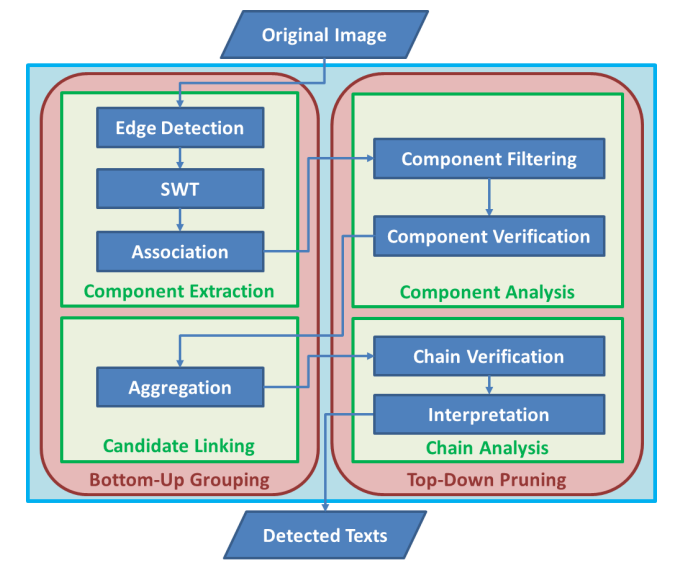 Original Image
Edge Detection
SWT
Association
Component Extraction
Component Filtering
Component Verification
Component Analysis
Aggregation
Candidate Linking
Chain Verification
Interpretation
Chain Analysis
Bottom-Up Grouping
Top-Down Pruning
Detected Texts